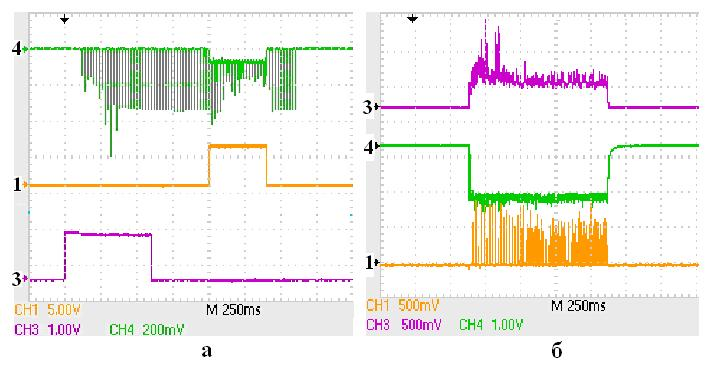 4
1
3
CH1 5.00V M 250ms
CH3 1.00V CH4 200mV
а
3
4
1
CH1 500mV M 250ms
CH3 500mV CH4 1.00V
б